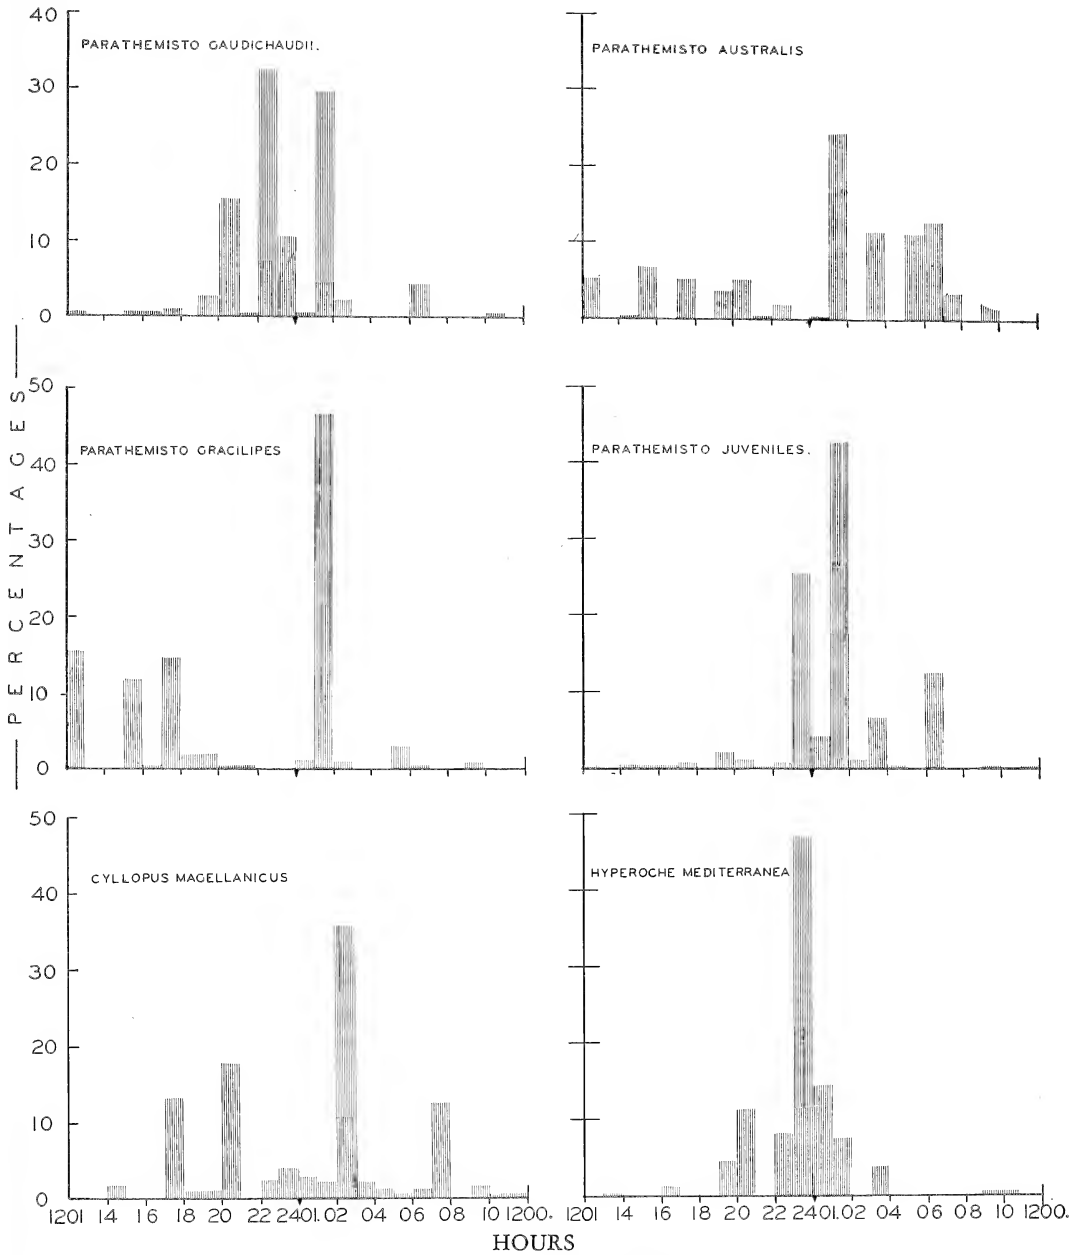 40
PARATHEMISTO GAUDICHAUDII.
PARATHEMISTO AUSTRALIS
30
20
10
0
50
PARATHEMISTO GRACILIPES
PARATHEMISTO JUVENILES.
40
30
20
10
0
PERCENTAGES
50
CYLLOPUS MAGELLANICUS
HYPEROCHE MEDITERRANEA
40
30
20
10
0
1201 14 16 18 20 22 2401.02 04 06 08 10 1200.
1201 14 16 18 20 22 2401.02 04 06 08 10 1200.
HOURS